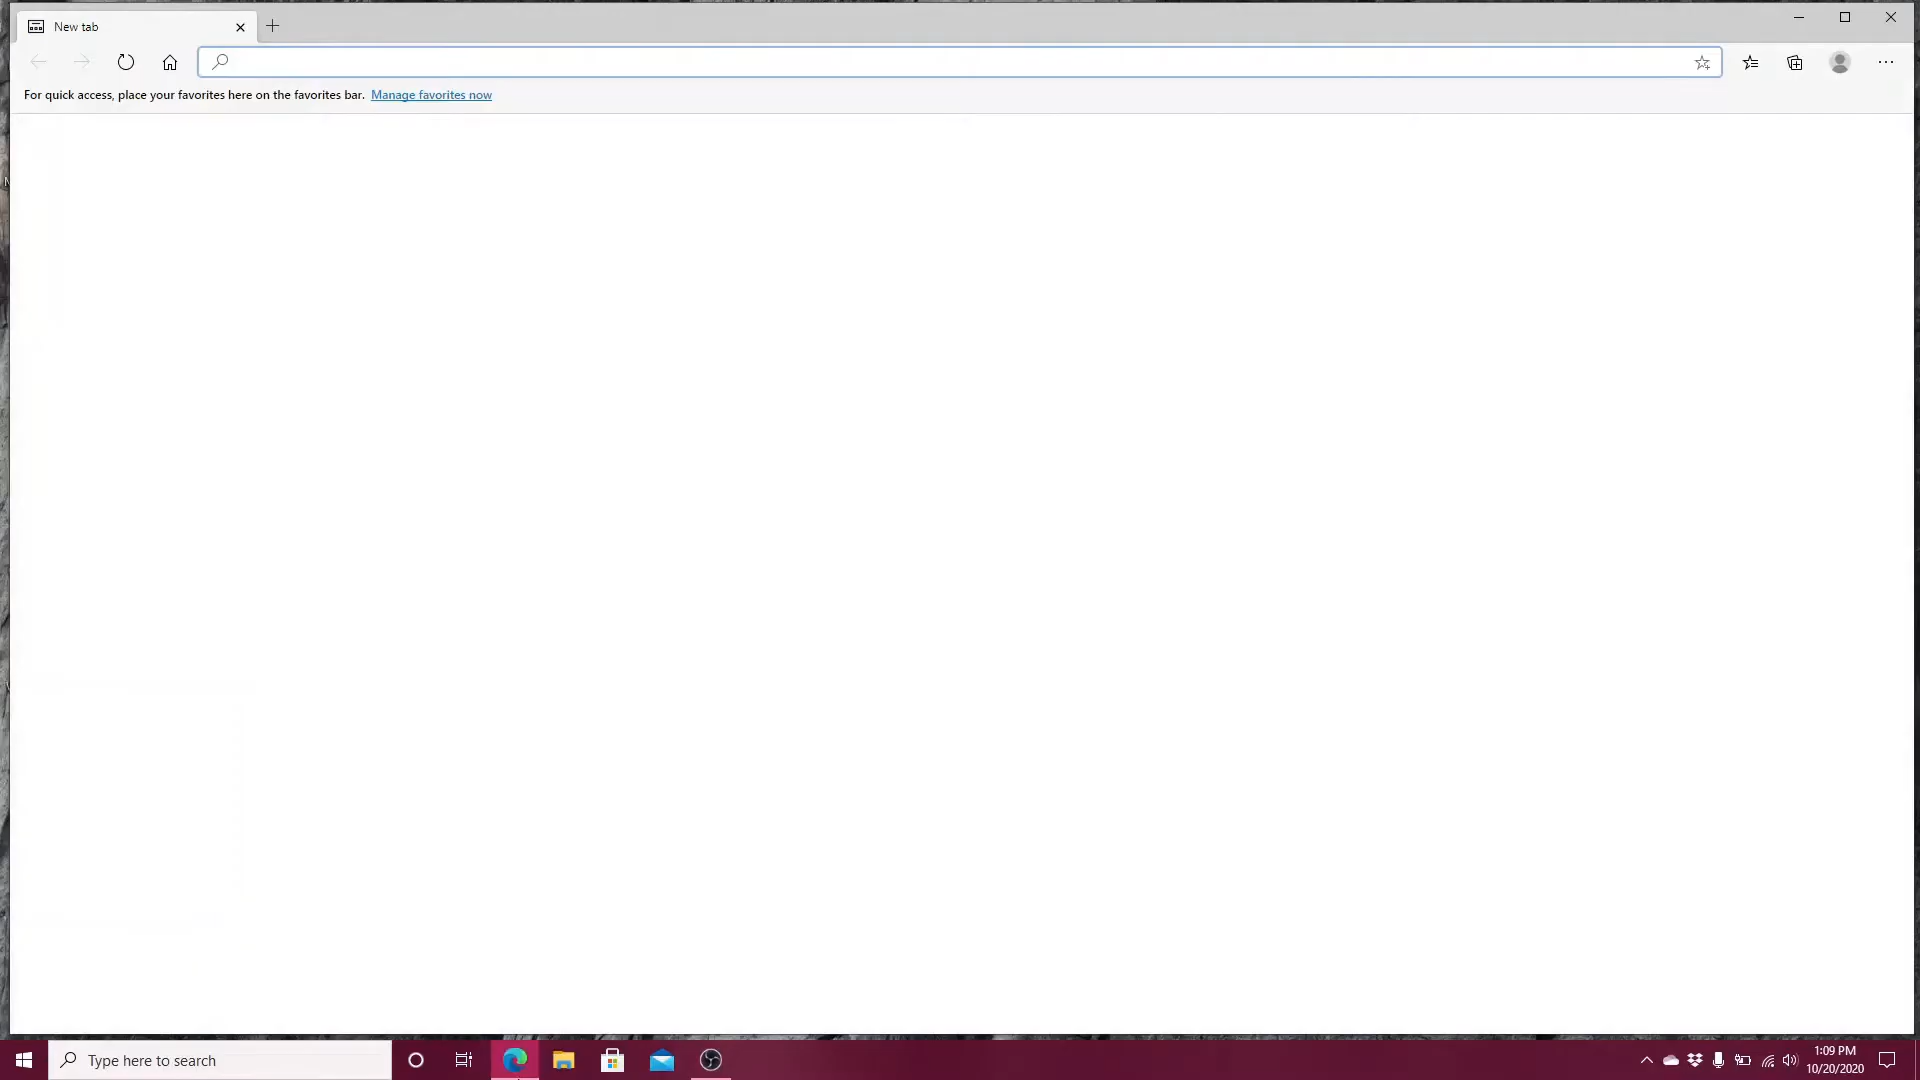 New tab
For quick access, place your favorites here on the favorites bar. Manage favorites now
Type here to search
1:09 PM
10/20/2020